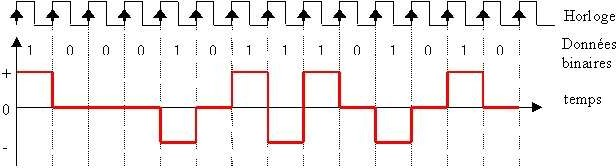 Horloge
1 0 0 0 1 0 1 1 1 0 1 0 1 0
Données
binaires
+
0
-
temps